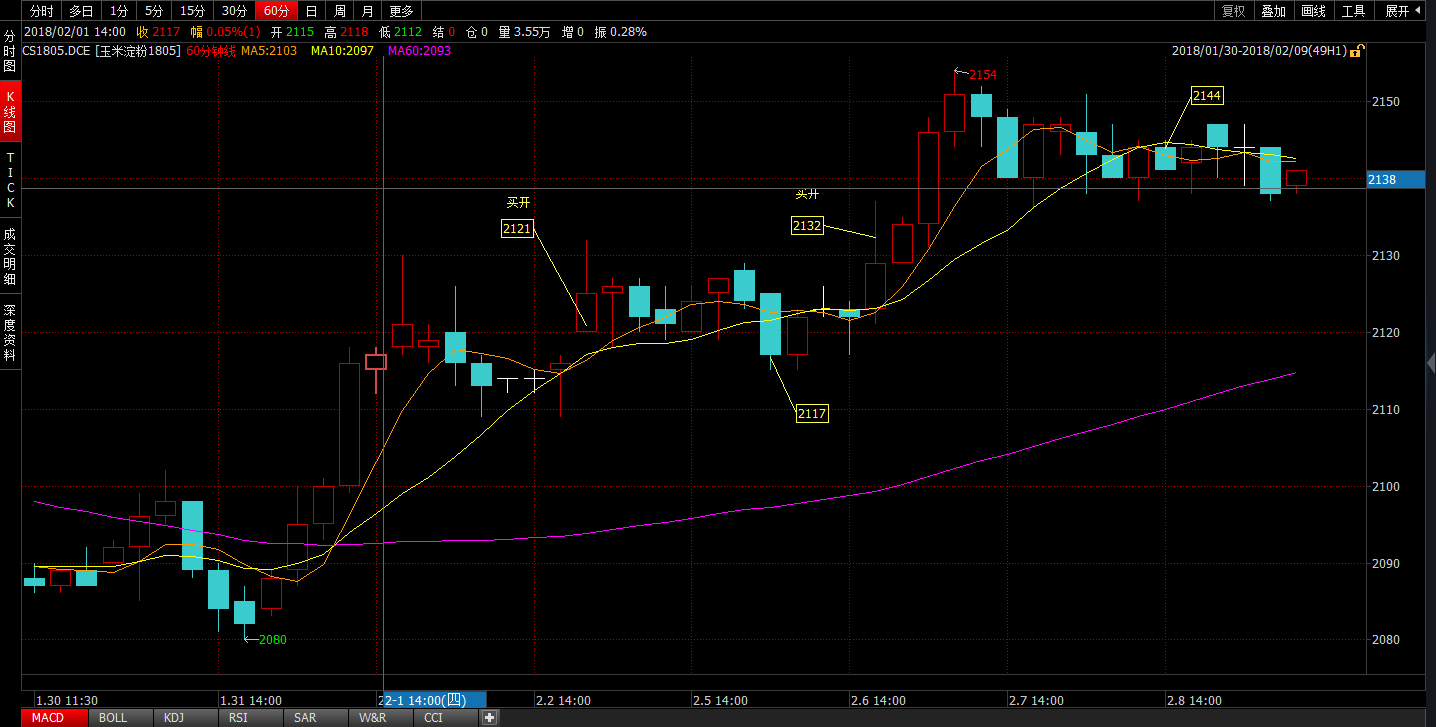 分时 多日 1分 5分 15分 30分 60分 日 周 月 更多 复权 叠加 画线 工具 展开
2018/02/01 14:00 收 2117 幅 0.05%(1) 开 2115 高 2118 低 2112 结 0 仓 0 量 3.55万 增 0 振 0.28%
CS1805.DCE [玉米淀粉1805] 60分钟线 MA5:2103 MA10:2097 MA60:2093 2018/01/30-2018/02/09(49H1)
分时图
K线图
TICK
成交明细
深度资料
2154
2144
2150
2138
买开
买开
2121
2132
2130
2120
2117
2110
2100
2090
2080
2080
1.30 11:30 1.31 14:00 2 2-1 14:00(四) 2.2 14:00 2.5 14:00 2.6 14:00 2.7 14:00 2.8 14:00
MACD BOLL KDJ RSI SAR W&R CCI